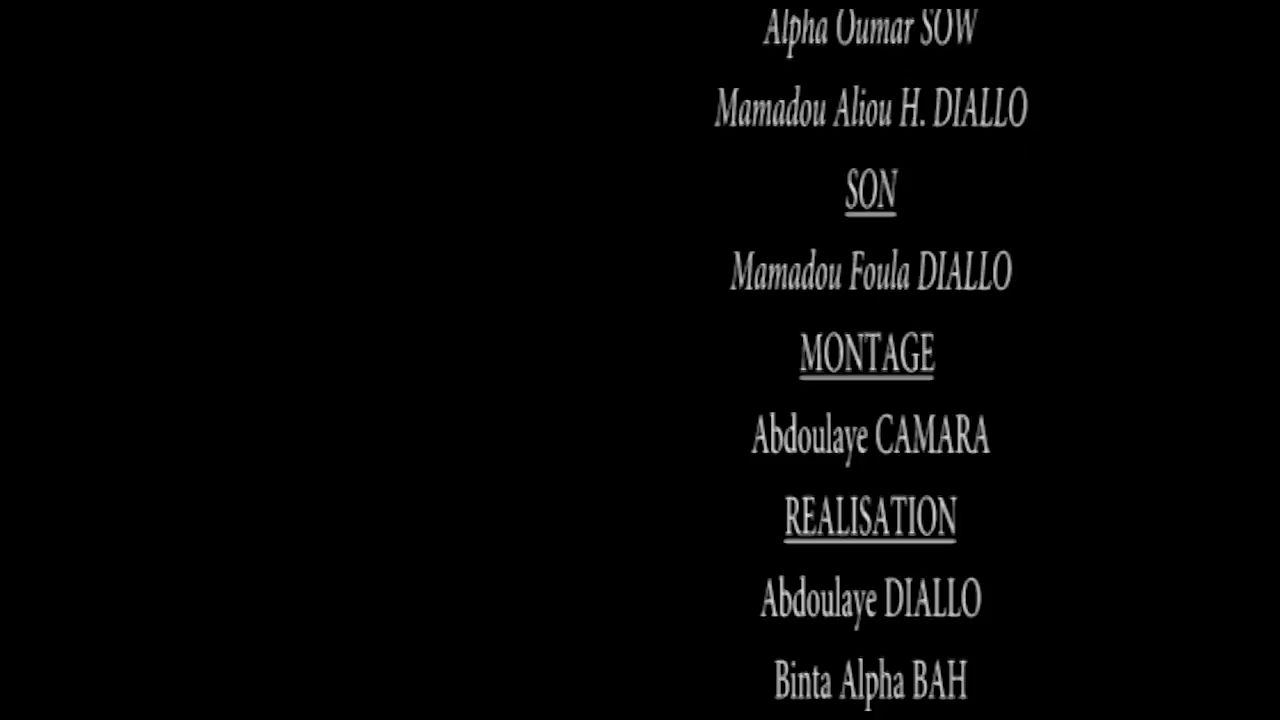 Alpha Oumar SOW
Mamadou Aliou H. DIALLO
SON
Mamadou Foula DIALLO
MONTAGE
Abdoulaye CAMARA
REALISATION
Abdoulaye DIALLO
Binta Alpha BAH